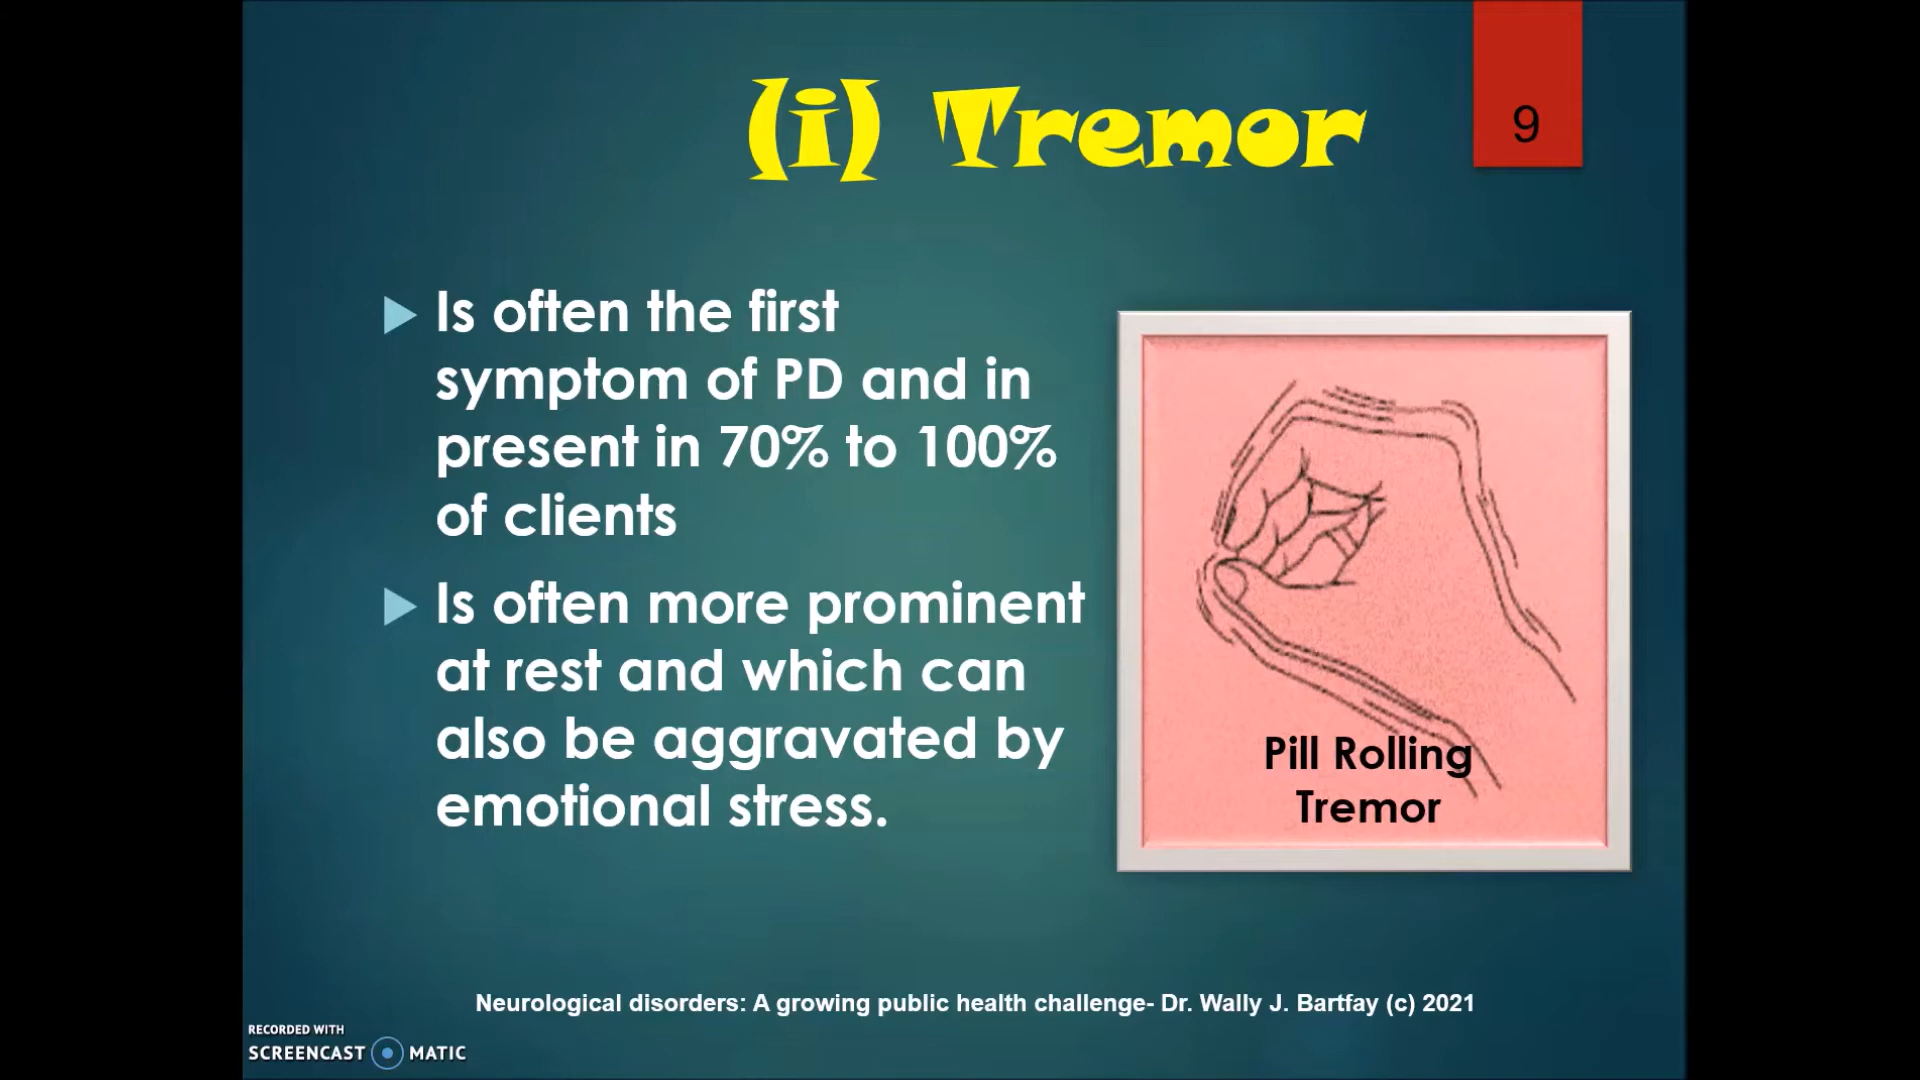 (i) Tremor
9
Is often the first
symptom of PD and in
present in 70% to 100%
of clients
Is often more prominent
at rest and which can
also be aggravated by
emotional stress.
Pill Rolling
Tremor
Neurological disorders: A growing public health challenge- Dr. Wally J. Bartfay (c) 2021
RECORDED WITH
SCREENCAST MATIC